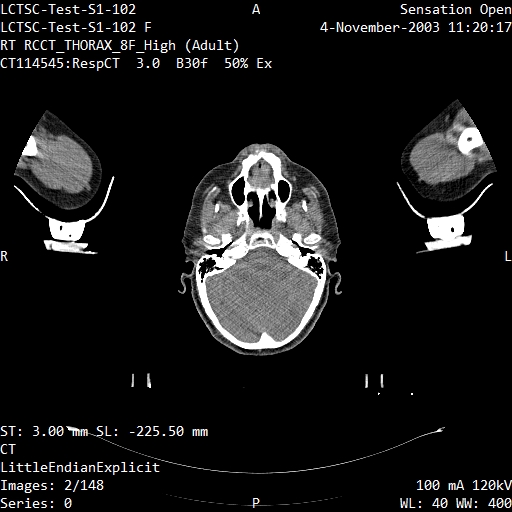 LCTSC-Test-S1-102
A
Sensation Open
LCTSC-Test-S1-102 F
4-November-2003 11:20:17
RT RCCT_THORAX_8F_High (Adult)
CT114545:RespCT 3.0 B30f 50% Ex
R
L
ST: 3.00 mm SL: -225.50 mm
CT
LittleEndianExplicit
Images: 2/148
100 mA 120kV
Series: 0
P
WL: 40 WW: 400